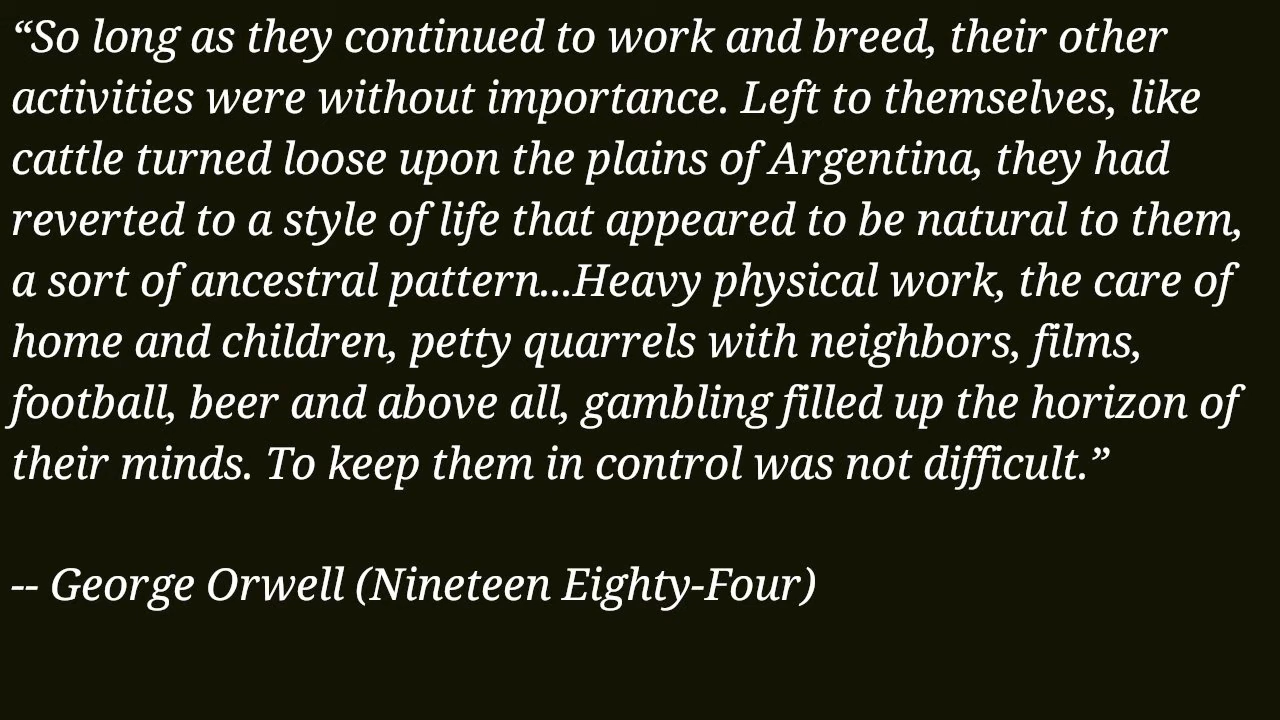 “So long as they continued to work and breed, their other
activities were without importance. Left to themselves, like
cattle turned loose upon the plains of Argentina, they had
reverted to a style of life that appeared to be natural to them,
a sort of ancestral pattern...Heavy physical work, the care of
home and children, petty quarrels with neighbors, films,
football, beer and above all, gambling filled up the horizon of
their minds. To keep them in control was not difficult.”
-- George Orwell (Nineteen Eighty-Four)